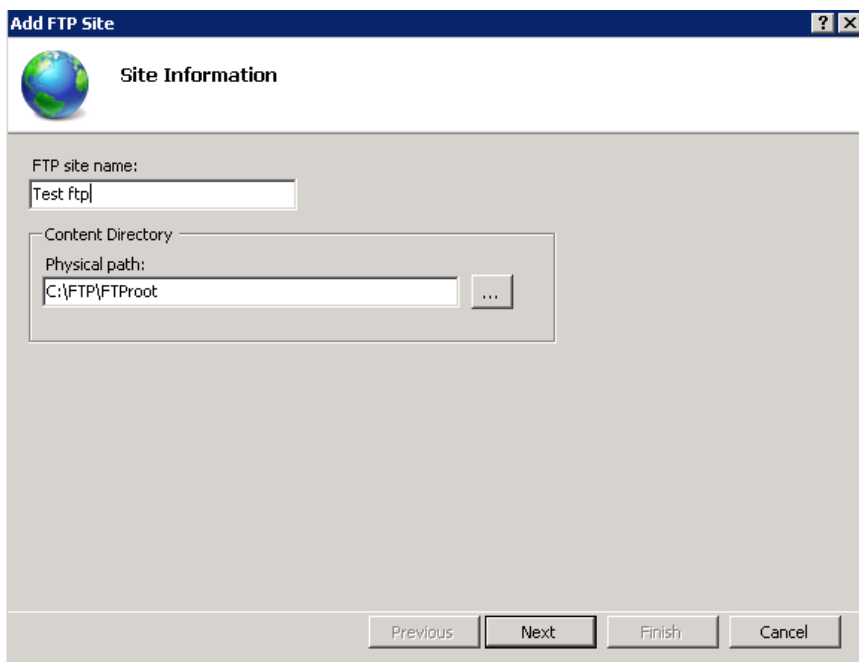 Add FTP Site
? X
Site Information
FTP site name:
Test ftp
Content Directory
Physical path:
C:\FTP\FTProot
...
Previous Next Finish Cancel